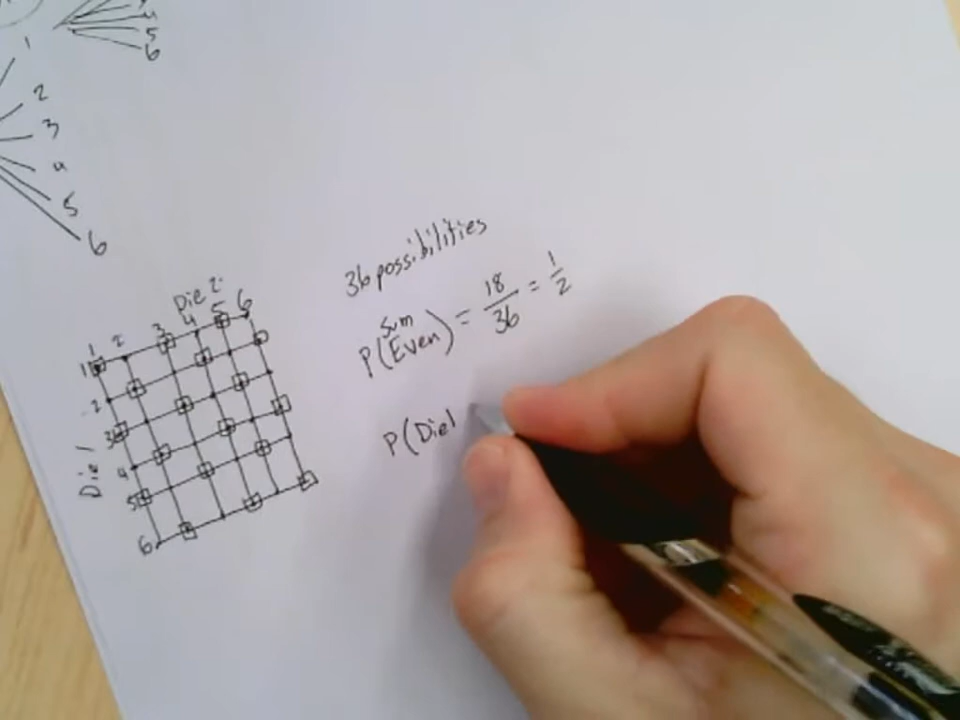 5
6
1
2
3
4
5
6
36 possibilities
Sum
P(Even) = 18/36 = 1/2
P(Die1
Die 2
1 2 3 4 5 6
Die 1
1
2
3
4
5
6